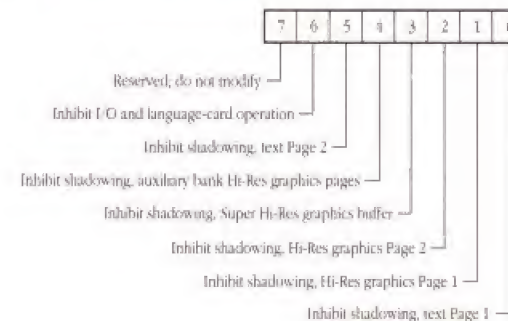 7 6 5 4 3 2 1
Reserved; do not modify
Inhibit I/O and language-card operation
Inhibit shadowing, text Page 2
Inhibit shadowing, auxiliary bank Hi-Res graphics pages
Inhibit shadowing, Super Hi-Res graphics buffer
Inhibit shadowing, Hi-Res graphics Page 2
Inhibit shadowing, Hi-Res graphics Page 1
Inhibit shadowing, text Page 1